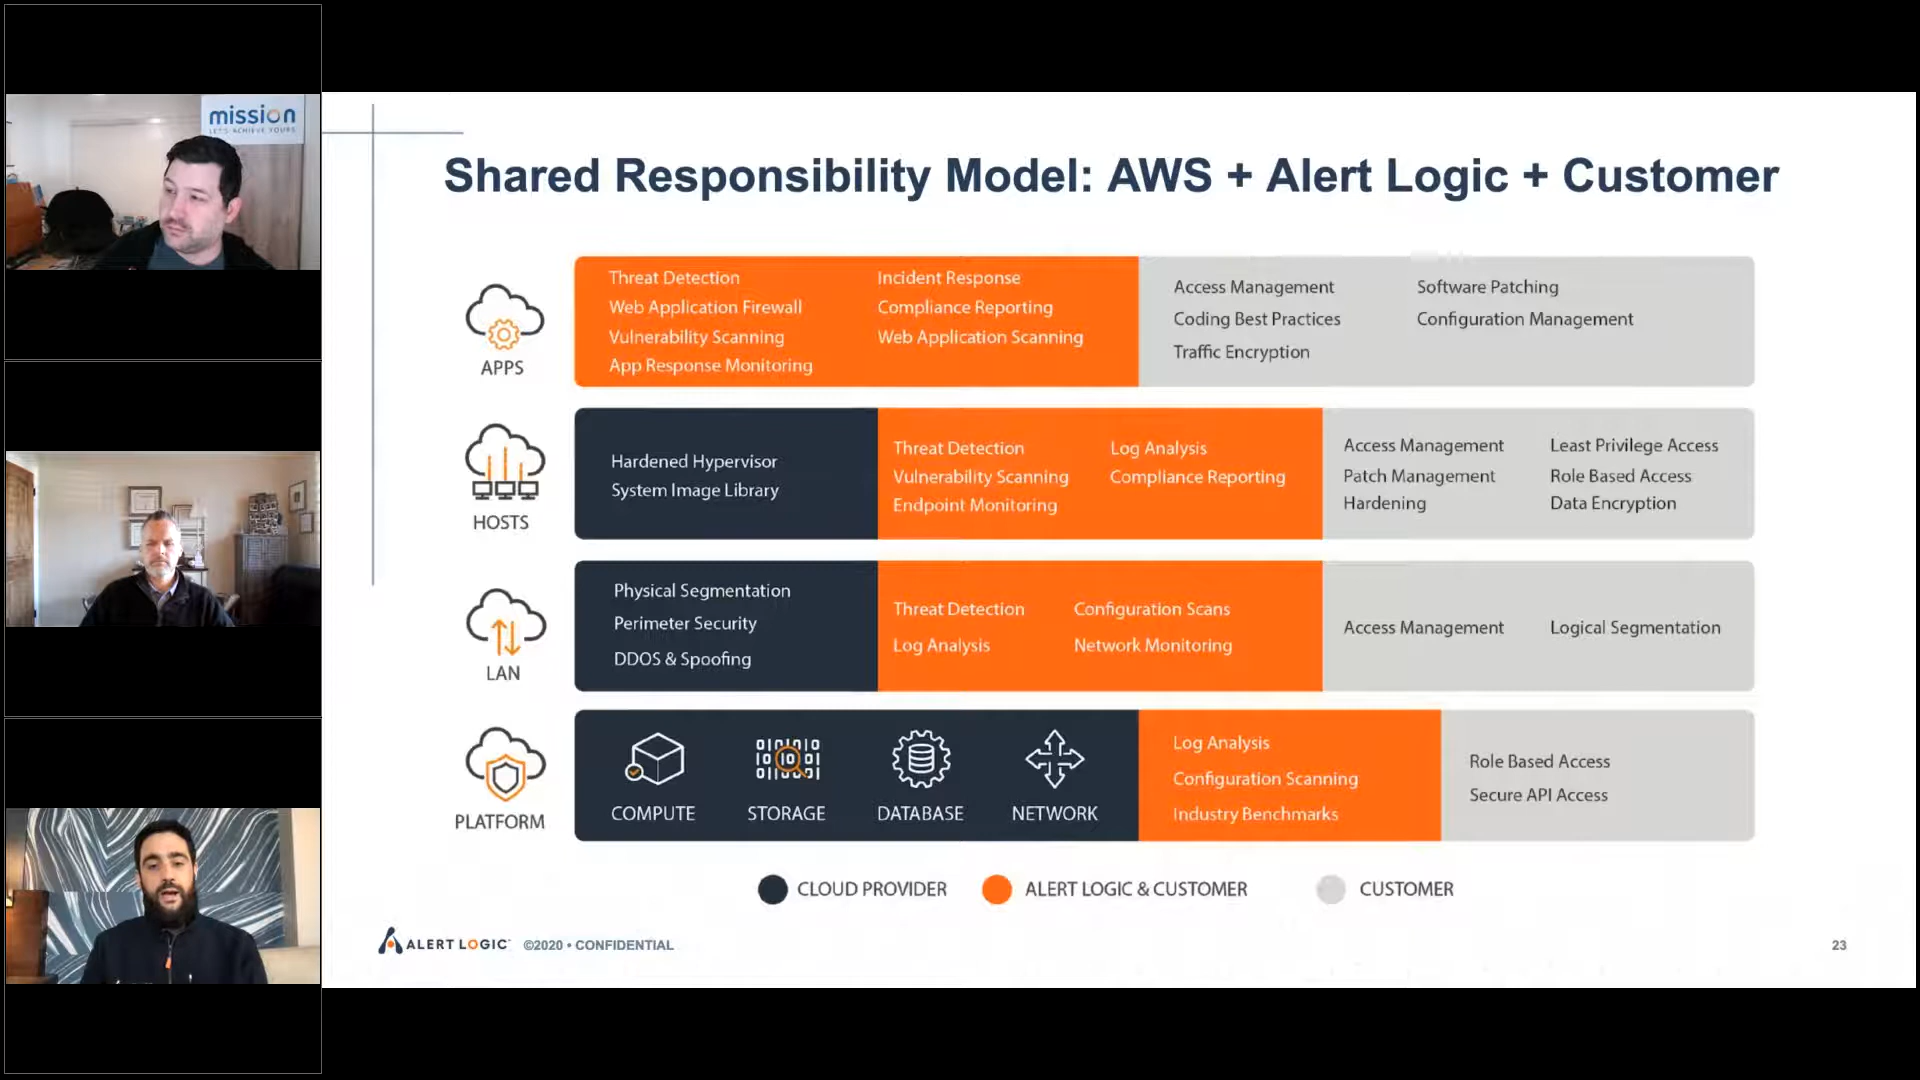 mission
LET'S ACHIEVE YOURS
Shared Responsibility Model: AWS + Alert Logic + Customer
APPS
Threat Detection
Web Application Firewall
Vulnerability Scanning
App Response Monitoring
Incident Response
Compliance Reporting
Web Application Scanning
Access Management
Coding Best Practices
Traffic Encryption
Software Patching
Configuration Management
HOSTS
Hardened Hypervisor
System Image Library
Threat Detection
Vulnerability Scanning
Endpoint Monitoring
Log Analysis
Compliance Reporting
Access Management
Patch Management
Hardening
Least Privilege Access
Role Based Access
Data Encryption
LAN
Physical Segmentation
Perimeter Security
DDOS & Spoofing
Threat Detection
Log Analysis
Configuration Scans
Network Monitoring
Access Management
Logical Segmentation
PLATFORM
COMPUTE
STORAGE
DATABASE
NETWORK
Log Analysis
Configuration Scanning
Industry Benchmarks
Role Based Access
Secure API Access
CLOUD PROVIDER
ALERT LOGIC & CUSTOMER
CUSTOMER
ALERT LOGIC ©2020 • CONFIDENTIAL
23